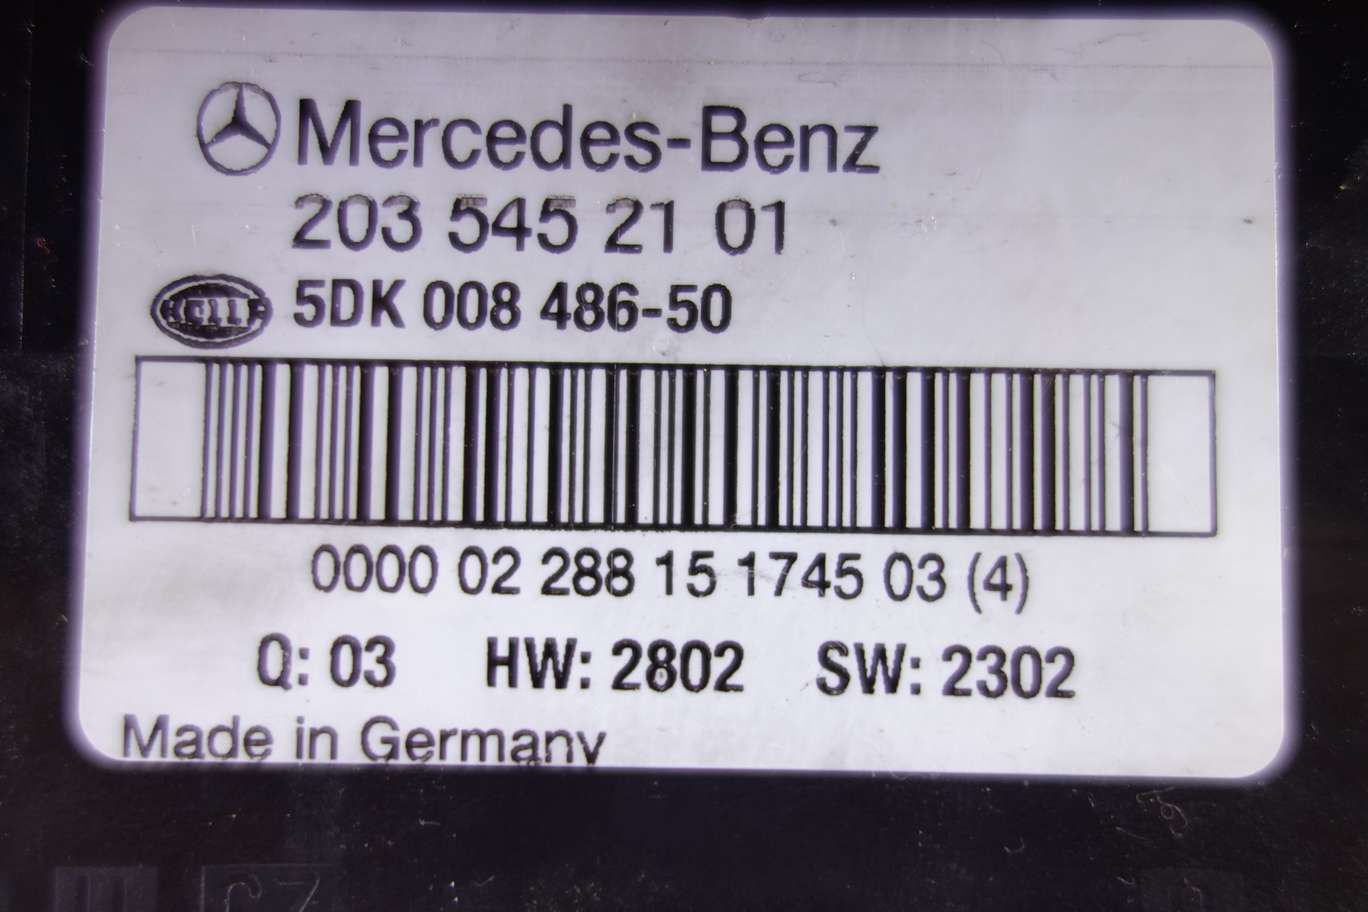 Mercedes-Benz
203 545 21 01
HELLA 5DK 008 486-50
0000 02 288 15 1745 03 (4)
Q: 03 HW: 2802 SW: 2302
Made in Germany